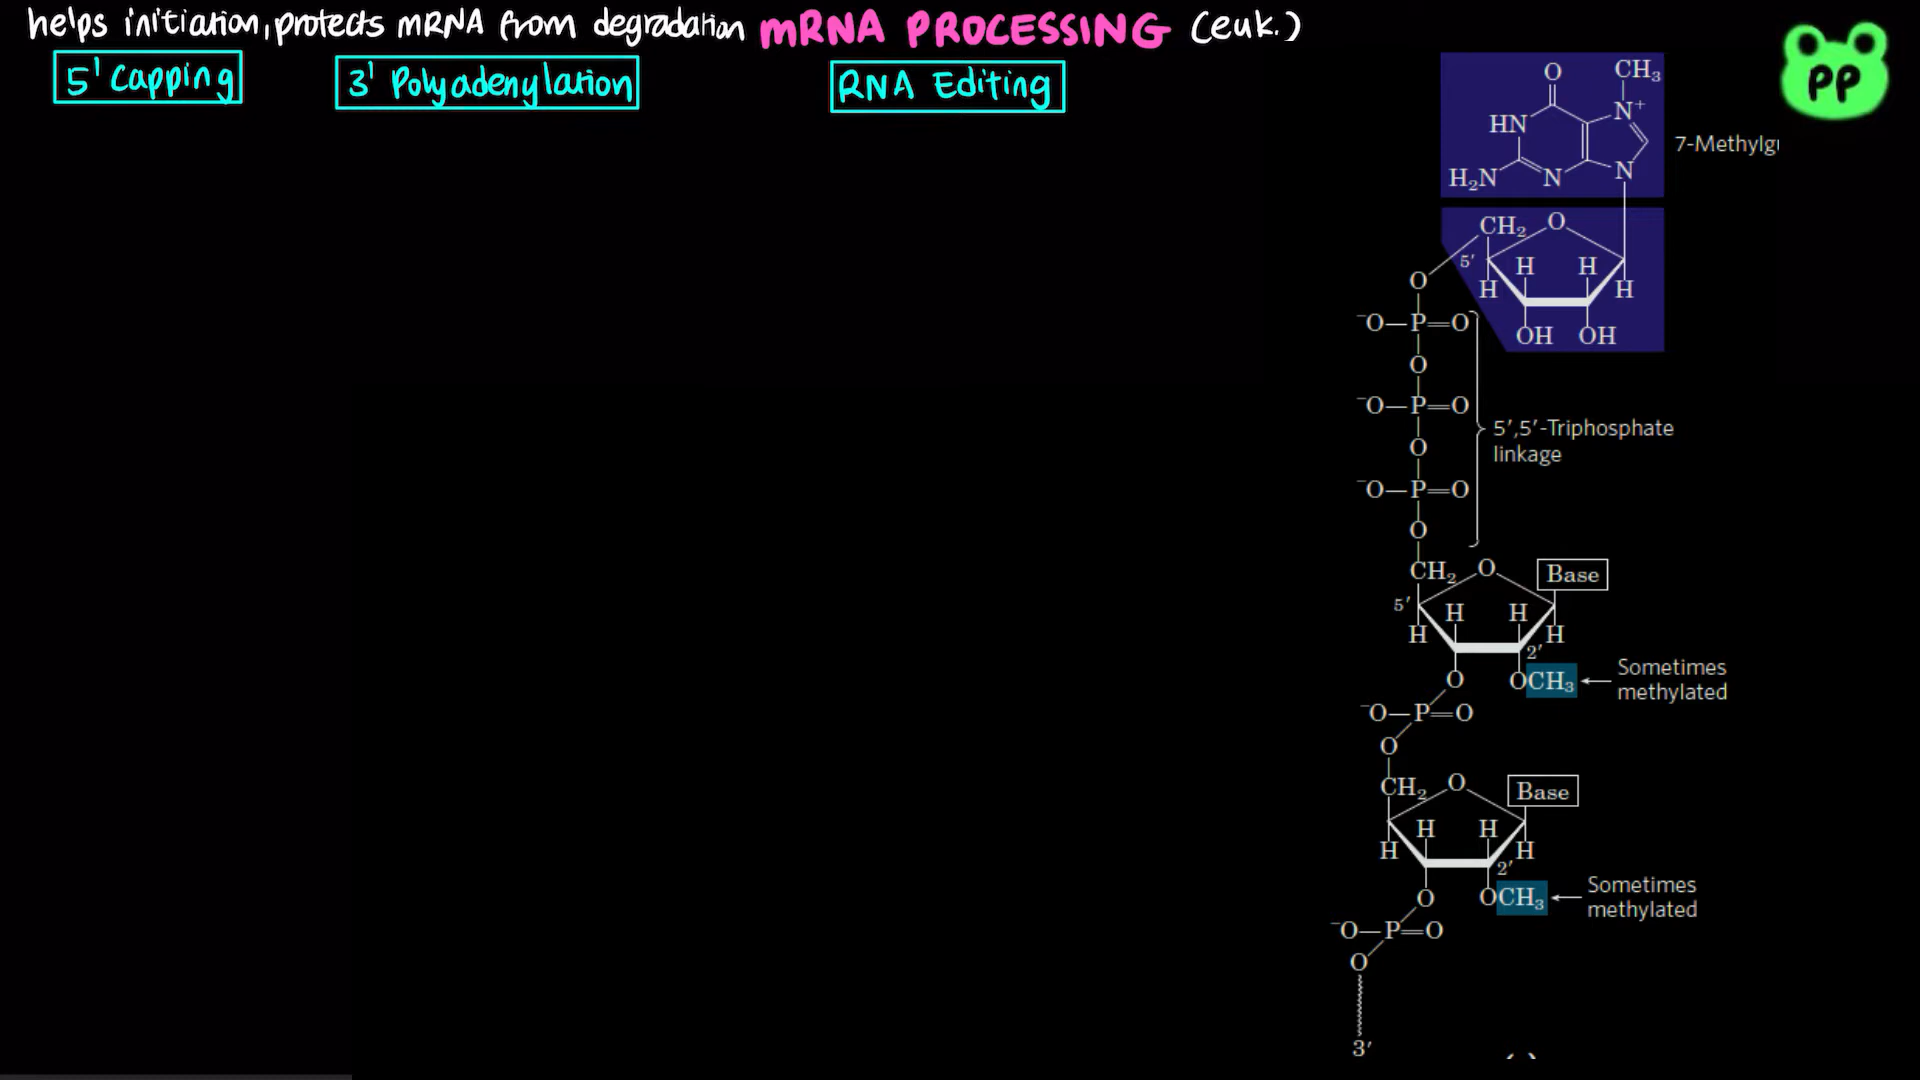 helps initiation, protects mRNA from degradation mRNA PROCESSING (euk.)
5' Capping
3' Polyadenylation
RNA Editing
PP
O
CH₃
N⁺
HN
H₂N
N
N
7-Methylg
CH₂
O
5'
H
H
H
H
OH
OH
O
⁻O—P=O
O
⁻O—P=O
O
⁻O—P=O
O
5',5'-Triphosphate
linkage
CH₂
O
Base
5'
H
H
H
H
2'
O
OCH₃
Sometimes
methylated
⁻O—P=O
O
CH₂
O
Base
H
H
H
H
2'
O
OCH₃
Sometimes
methylated
⁻O—P=O
O
3'